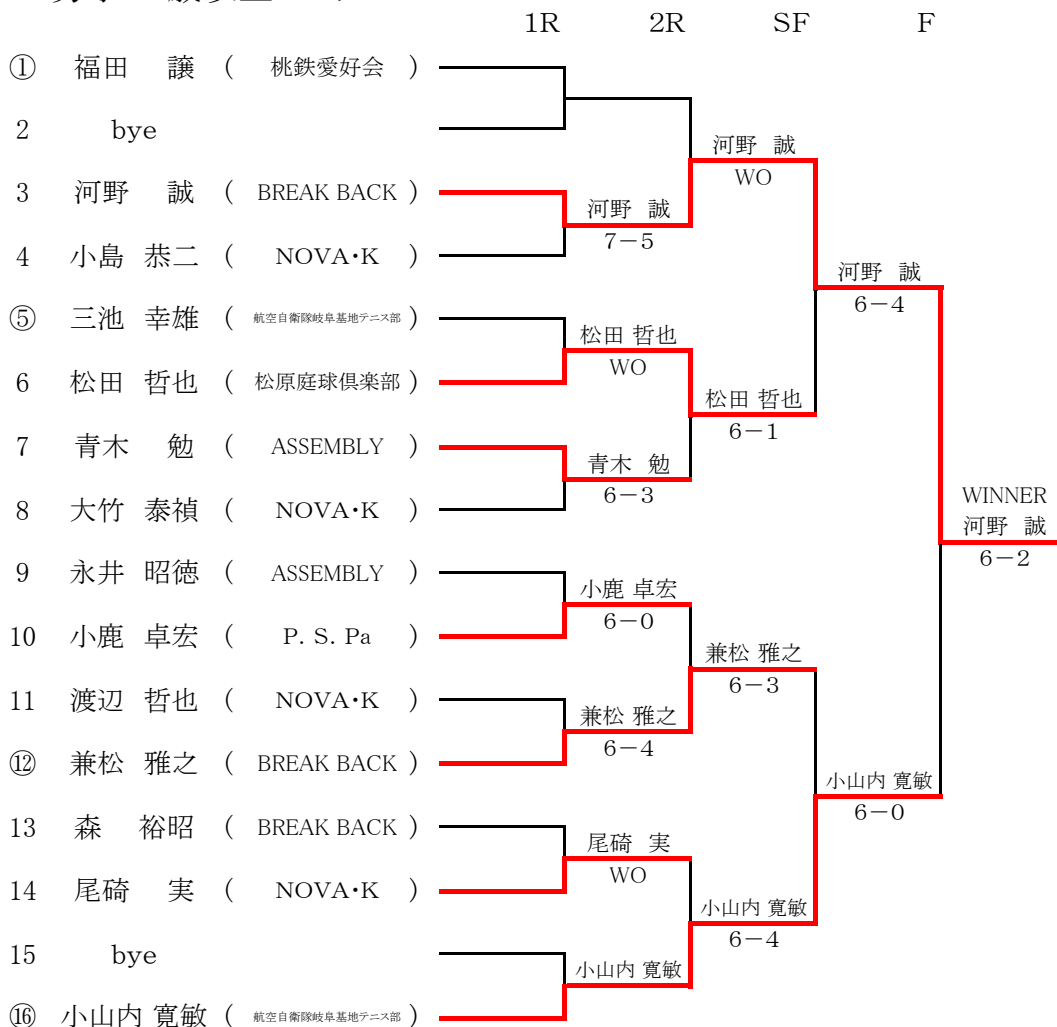 1R 2R SF F
① 福田 譲 ( 桃鉄愛好会 )
2 bye
河野 誠
WO
3 河野 誠 ( BREAK BACK )
河野 誠
7-5
4 小島 恭二 ( NOVA・K )
河野 誠
6-4
⑤ 三池 幸雄 ( 航空自衛隊岐阜基地テニス部 )
松田 哲也
WO
6 松田 哲也 ( 松原庭球倶楽部 )
松田 哲也
6-1
7 青木 勉 ( ASSEMBLY )
青木 勉
6-3
8 大竹 泰禎 ( NOVA・K )
WINNER
河野 誠
6-2
9 永井 昭徳 ( ASSEMBLY )
小鹿 卓宏
6-0
10 小鹿 卓宏 ( P. S. Pa )
兼松 雅之
6-3
11 渡辺 哲也 ( NOVA・K )
兼松 雅之
6-4
⑫ 兼松 雅之 ( BREAK BACK )
小山内 寛敏
6-0
13 森 裕昭 ( BREAK BACK )
尾碕 実
WO
14 尾碕 実 ( NOVA・K )
小山内 寛敏
6-4
15 bye
小山内 寛敏
⑯ 小山内 寛敏 ( 航空自衛隊岐阜基地テニス部 )